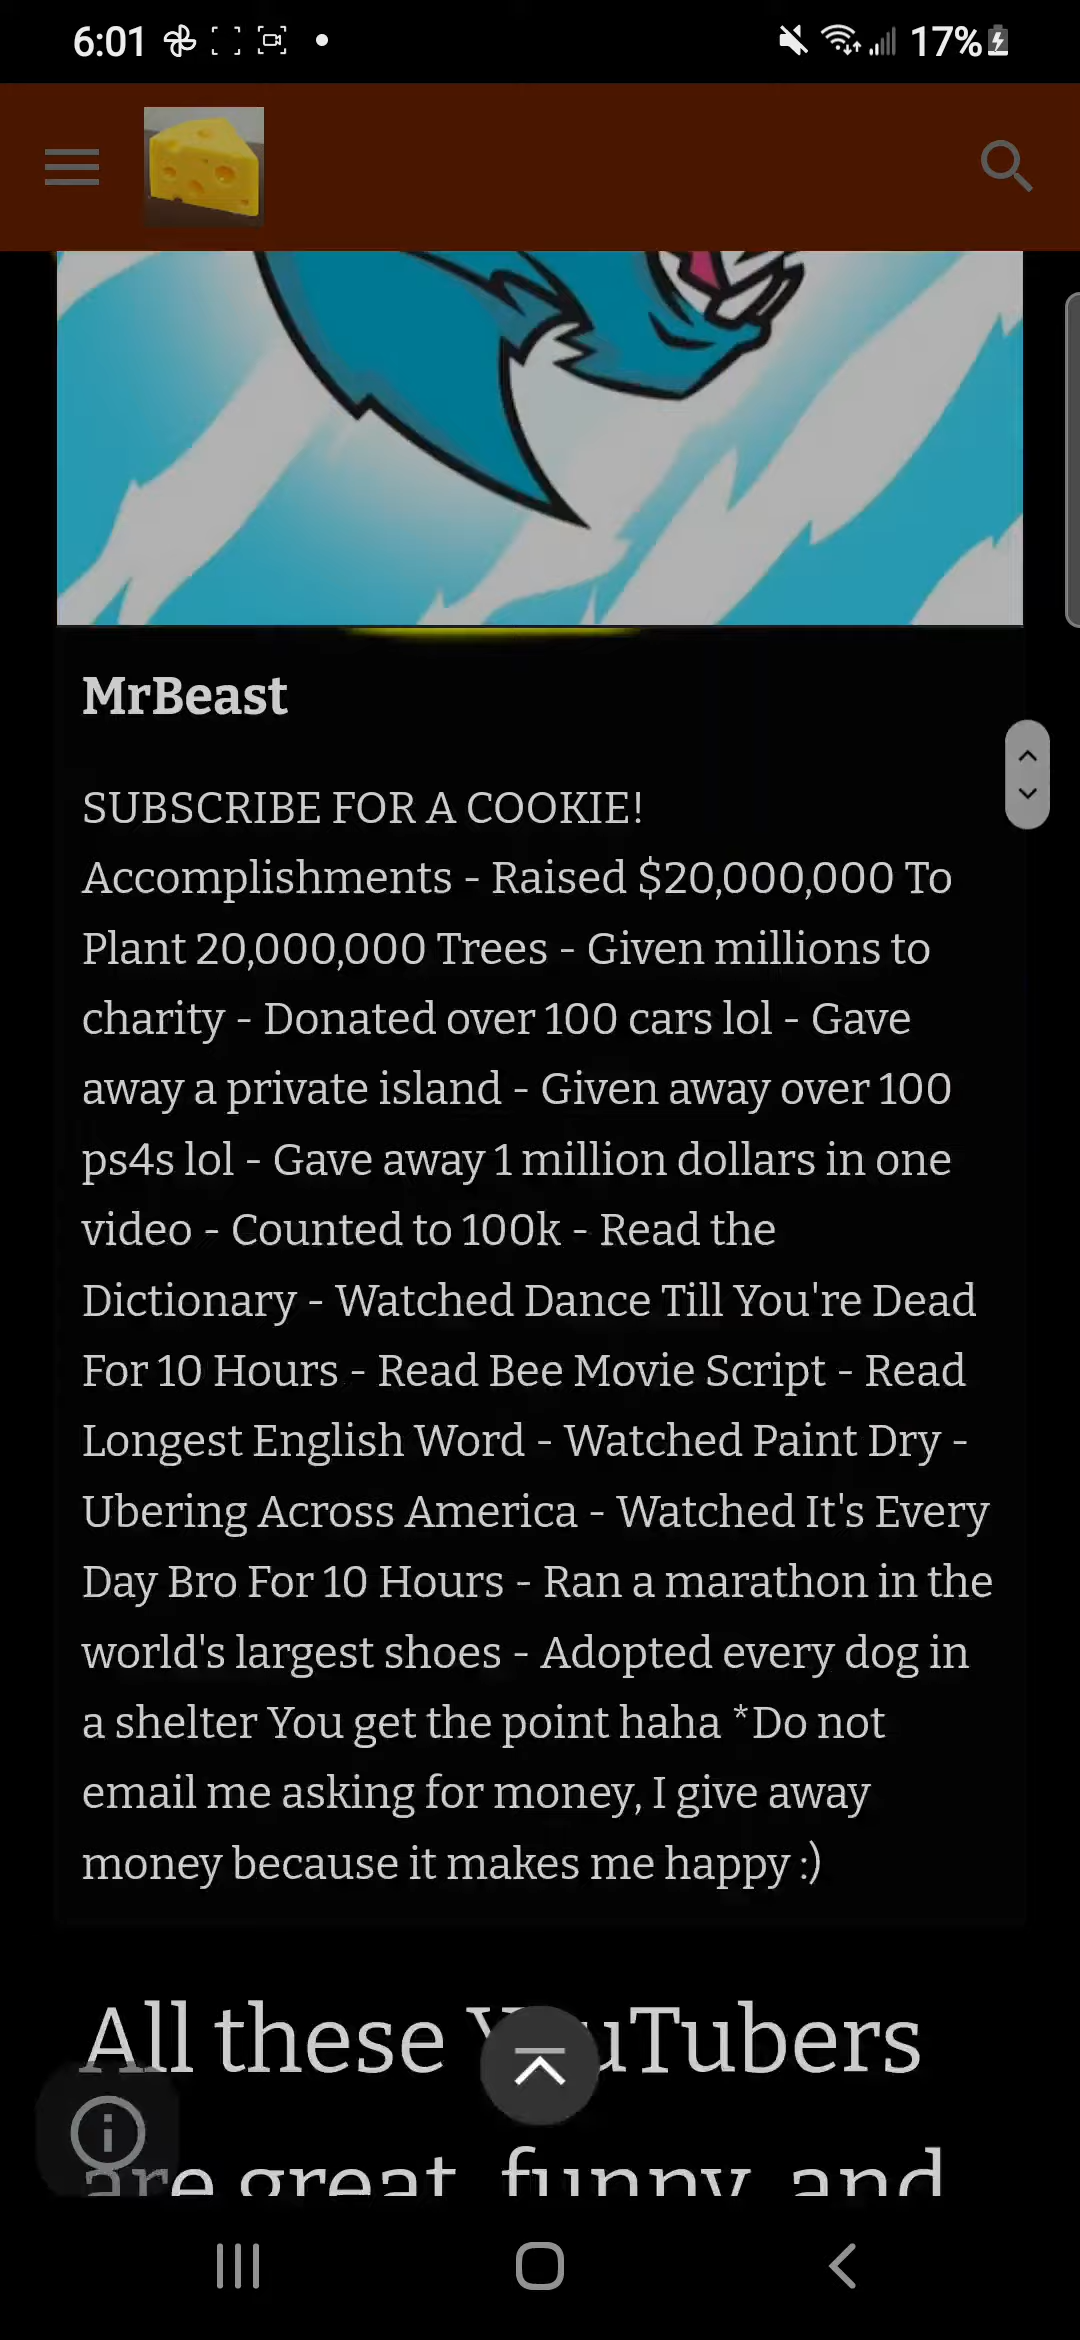 6:01
17%
MrBeast
SUBSCRIBE FOR A COOKIE!
Accomplishments - Raised $20,000,000 To
Plant 20,000,000 Trees - Given millions to
charity - Donated over 100 cars lol - Gave
away a private island - Given away over 100
ps4s lol - Gave away 1 million dollars in one
video - Counted to 100k - Read the
Dictionary - Watched Dance Till You're Dead
For 10 Hours - Read Bee Movie Script - Read
Longest English Word - Watched Paint Dry -
Ubering Across America - Watched It's Every
Day Bro For 10 Hours - Ran a marathon in the
world's largest shoes - Adopted every dog in
a shelter You get the point haha *Do not
email me asking for money, I give away
money because it makes me happy :)
All these YouTubers
are great, funny, and